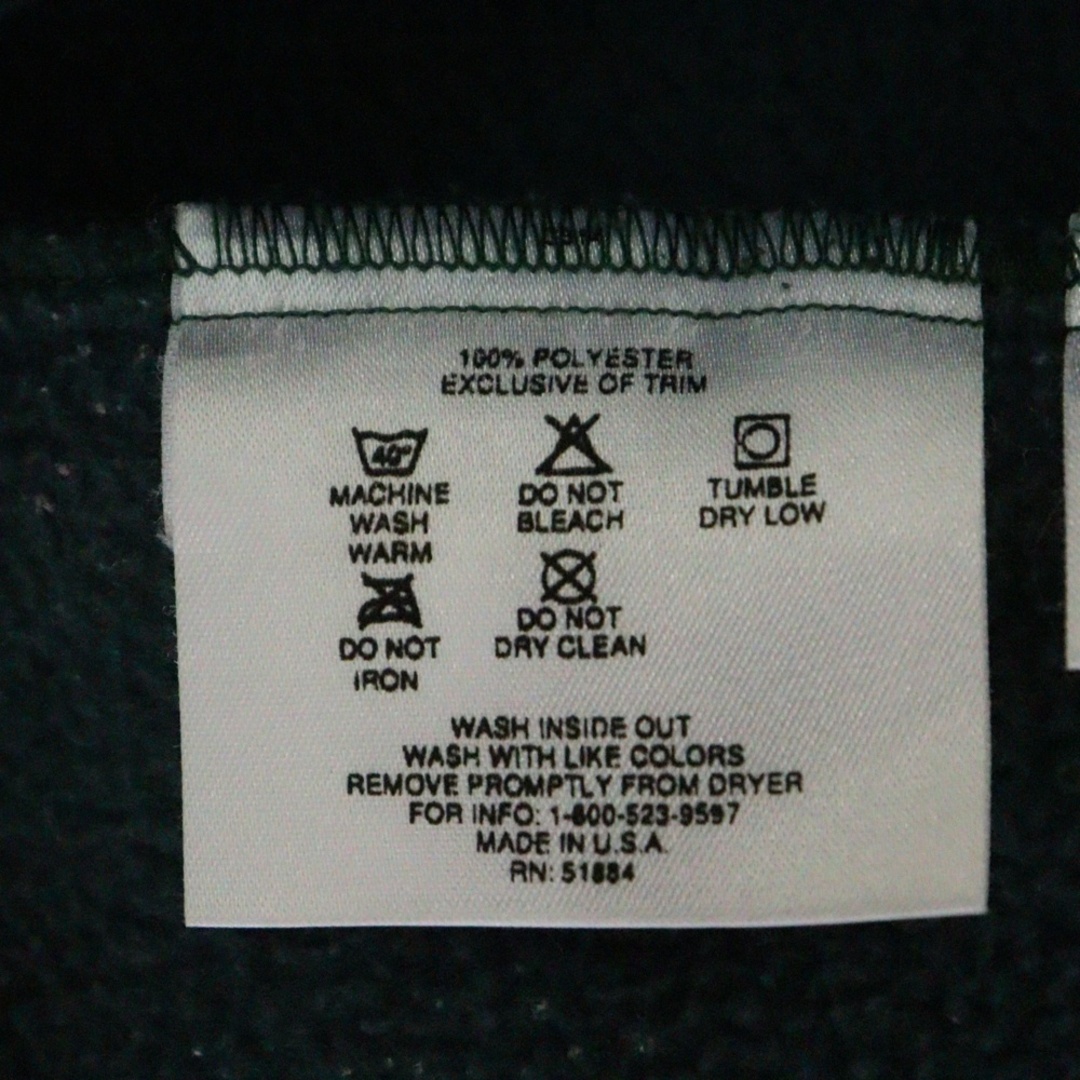 100% POLYESTER
EXCLUSIVE OF TRIM
40°
MACHINE
WASH
WARM
DO NOT
BLEACH
TUMBLE
DRY LOW
DO NOT
IRON
DO NOT
DRY CLEAN
WASH INSIDE OUT
WASH WITH LIKE COLORS
REMOVE PROMPTLY FROM DRYER
FOR INFO: 1-800-523-9597
MADE IN U.S.A.
RN: 51884